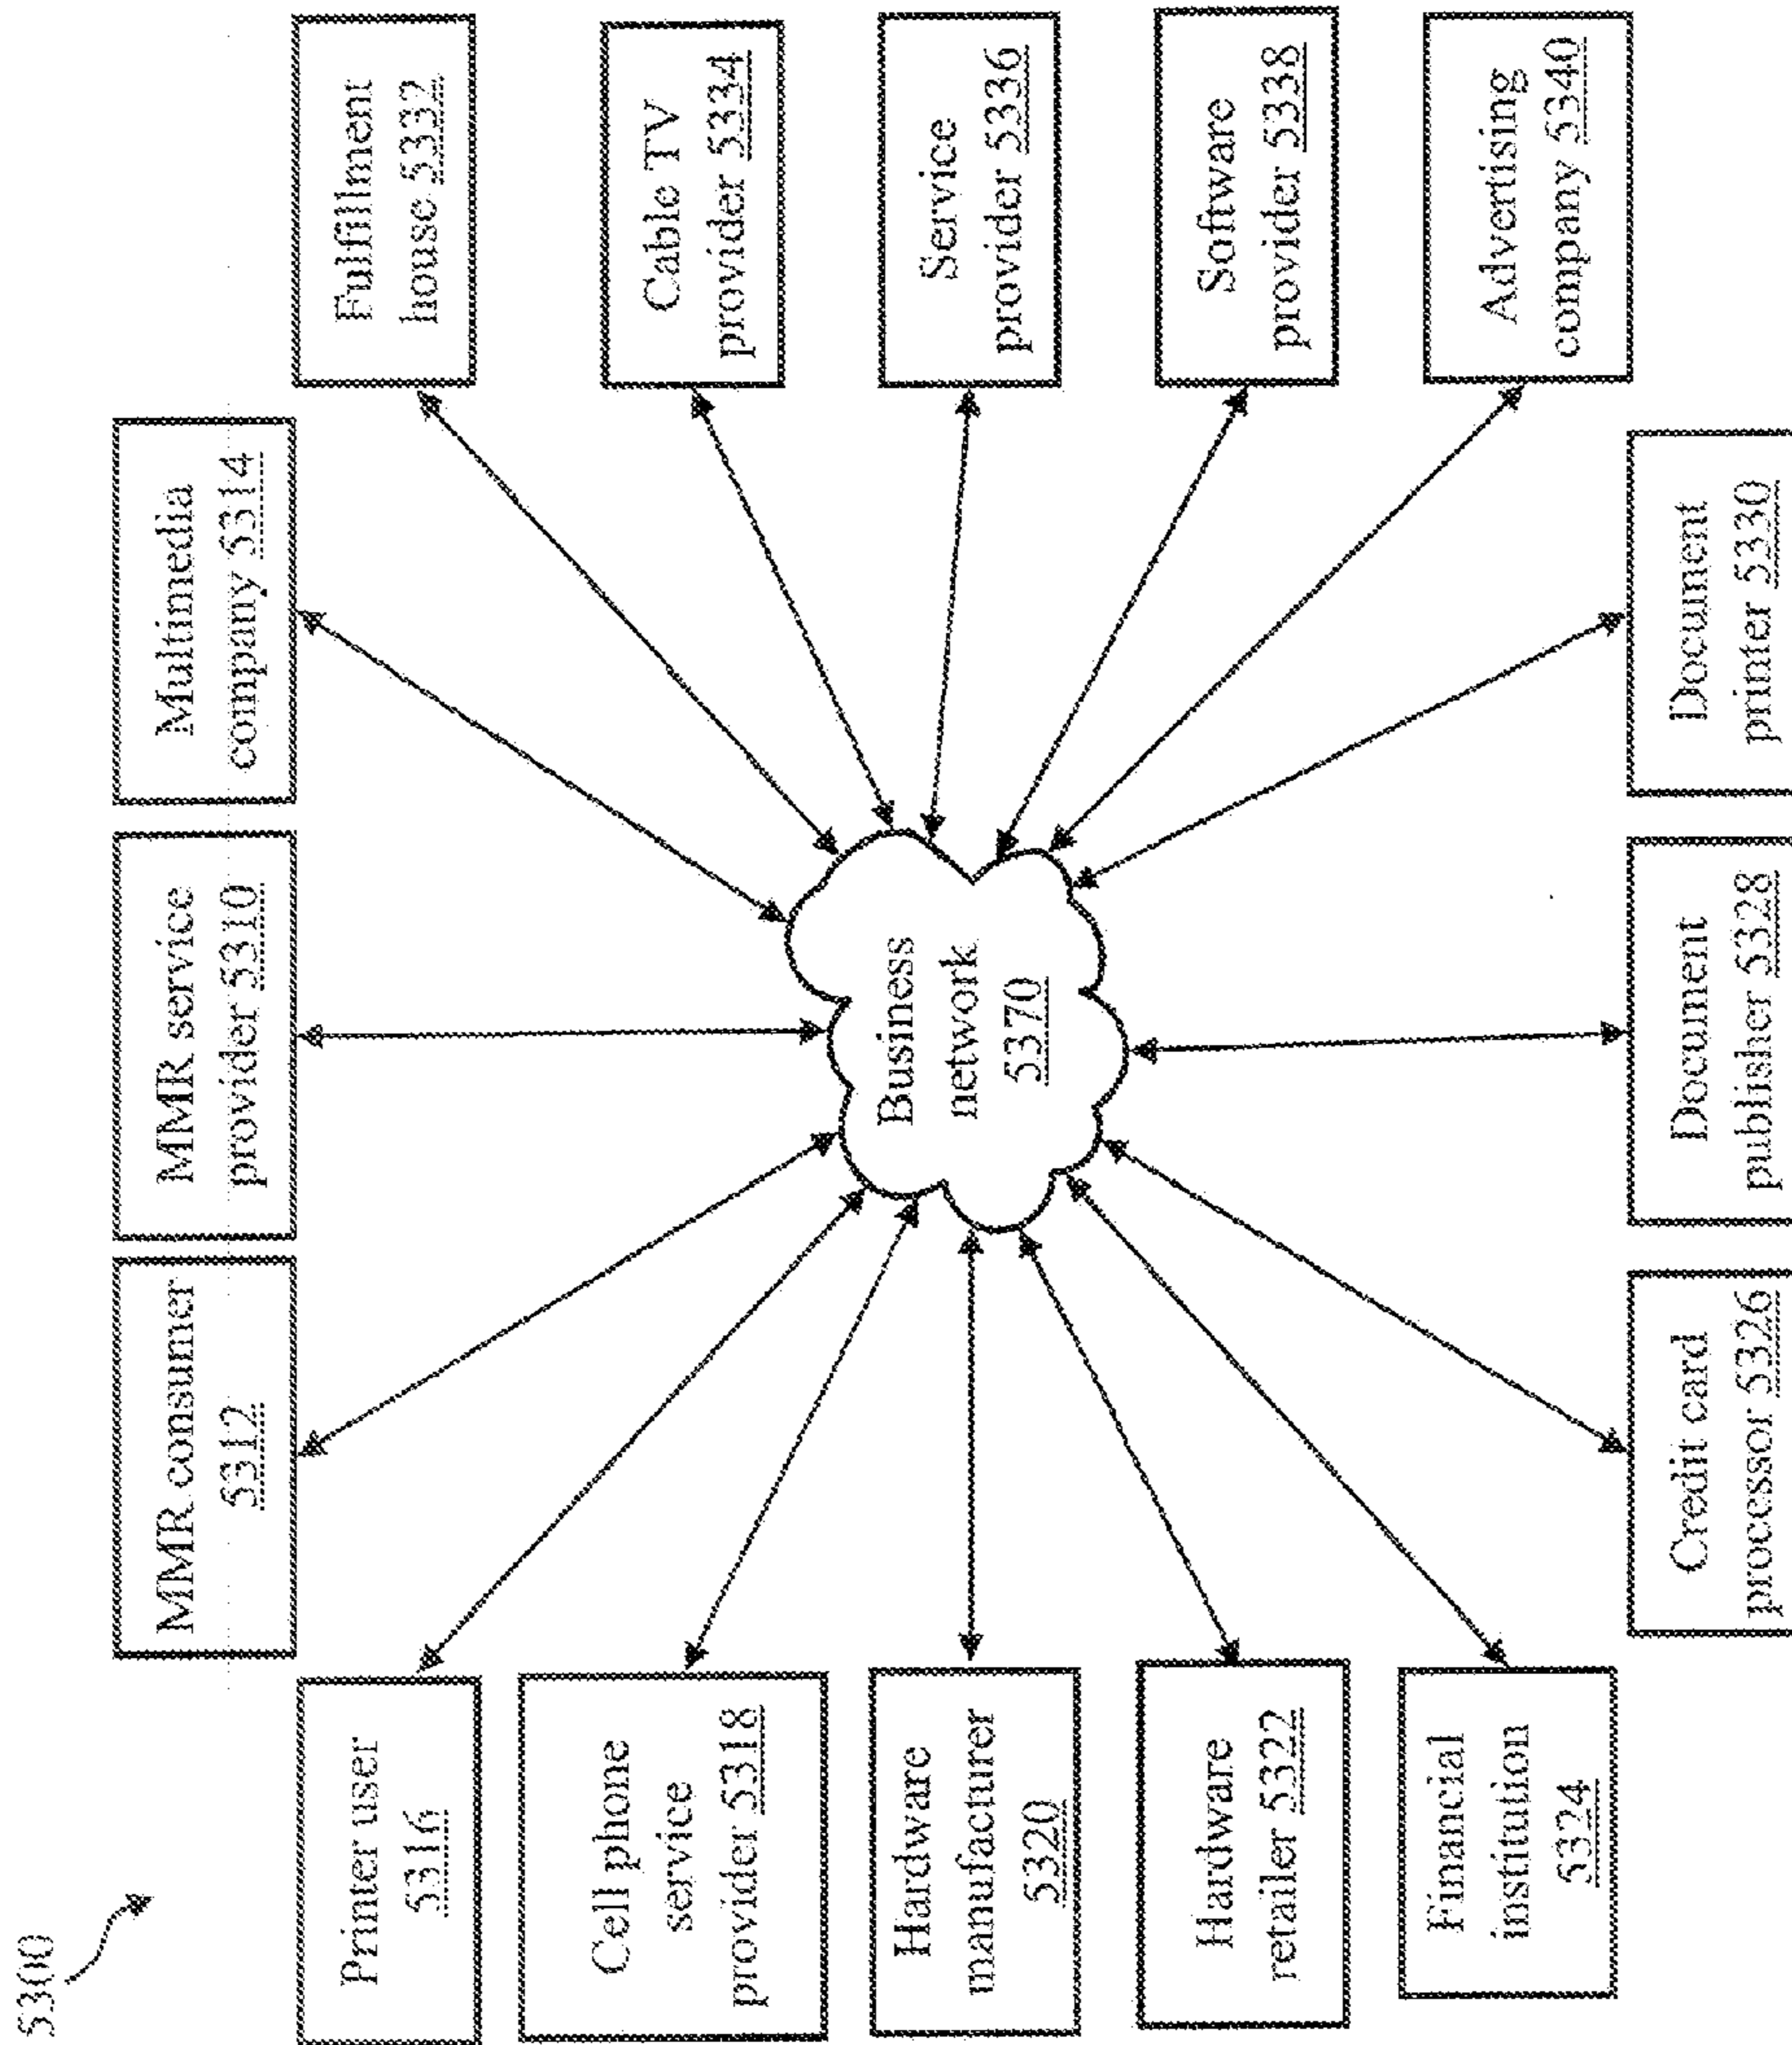 5300
MMR consumer
5312
MMR service
provider 5310
Multimedia
company 5314
Printer user
5316
Cell phone
service
provider 5318
Hardware
manufacturer
5320
Hardware
retailer 5322
Financial
institution
5324
Business
network
5370
Fulfillment
house 5332
Cable TV
provider 5334
Service
provider 5336
Software
provider 5338
Advertising
company 5340
Credit card
processor 5326
Document
publisher 5328
Document
printer 5330